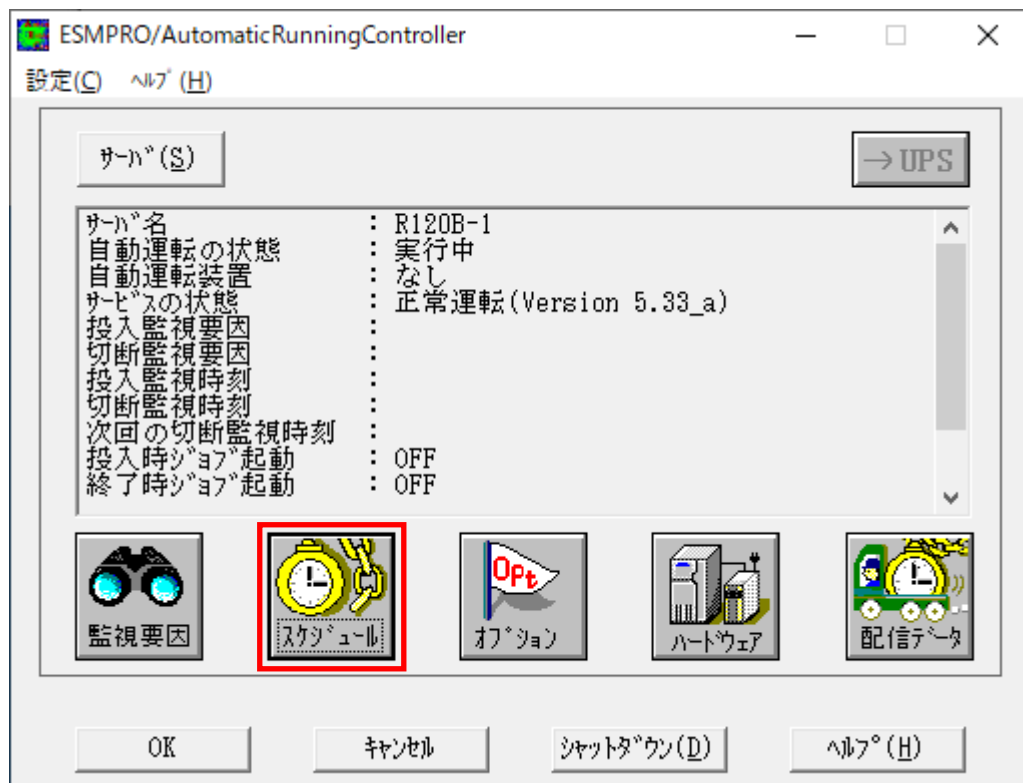 ESMPRO/AutomaticRunningController
設定(C) ﾍﾙﾌﾟ(H)
ｻｰﾊﾞ(S)
→UPS
ｻｰﾊﾞ名 : R120B-1
自動運転の状態 : 実行中
自動運転装置 : なし
ｻｰﾋﾞｽの状態 : 正常運転(Version 5.33_a)
投入監視要因 :
切断監視要因 :
投入監視時刻 :
切断監視時刻 :
次回の切断監視時刻 :
投入時ｼﾞｮﾌﾞ起動 : OFF
終了時ｼﾞｮﾌﾞ起動 : OFF
Opt
監視要因
ｽｹｼﾞｭｰﾙ
ｵﾌﾟｼｮﾝ
ﾊｰﾄﾞｳｪｱ
配信ﾃﾞｰﾀ
OK
ｷｬﾝｾﾙ
ｼｬｯﾄﾀﾞｳﾝ(D)
ﾍﾙﾌﾟ(H)